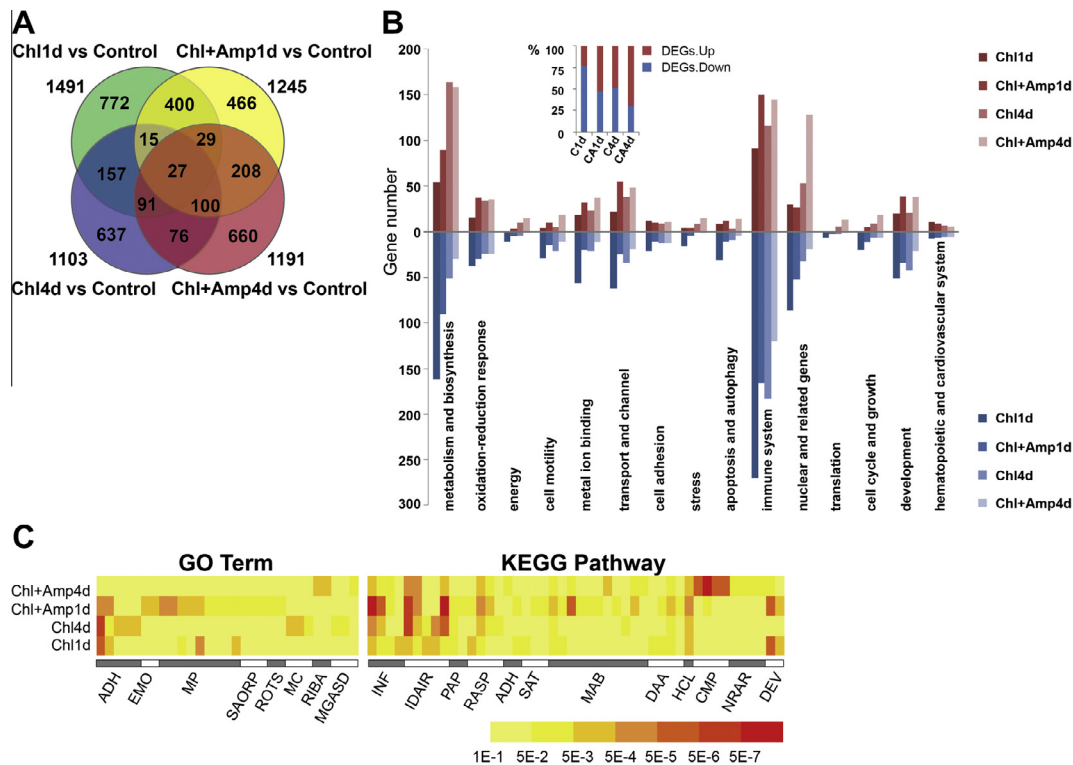 A
Chl1d vs Control
Chl+Amp1d vs Control
1491
772
400
466
1245
15
29
157
27
208
91
100
637
76
660
1103
1191
Chl4d vs Control
Chl+Amp4d vs Control
B
Gene number
200
150
100
50
0
50
100
150
200
250
300
%
100
75
50
25
0
C1d
CA1d
C4d
CA4d
DEGs.Up
DEGs.Down
Chl1d
Chl+Amp1d
Chl4d
Chl+Amp4d
metabolism and biosynthesis
oxidation-reduction response
energy
cell motility
metal ion binding
transport and channel
cell adhesion
stress
apoptosis and autophagy
immune system
nuclear and related genes
translation
cell cycle and growth
development
hematopoietic and cardiovascular system
Chl1d
Chl+Amp1d
Chl4d
Chl+Amp4d
C
GO Term
KEGG Pathway
Chl+Amp4d
Chl+Amp1d
Chl4d
Chl1d
ADH
EMO
MP
SAORP
ROTS
MC
RIBA
MGASD
INF
IDAIR
PAP
RASP
ADH
SAT
MAB
DAA
HCL
CMP
NRAR
DEV
1E-1
5E-2
5E-3
5E-4
5E-5
5E-6
5E-7